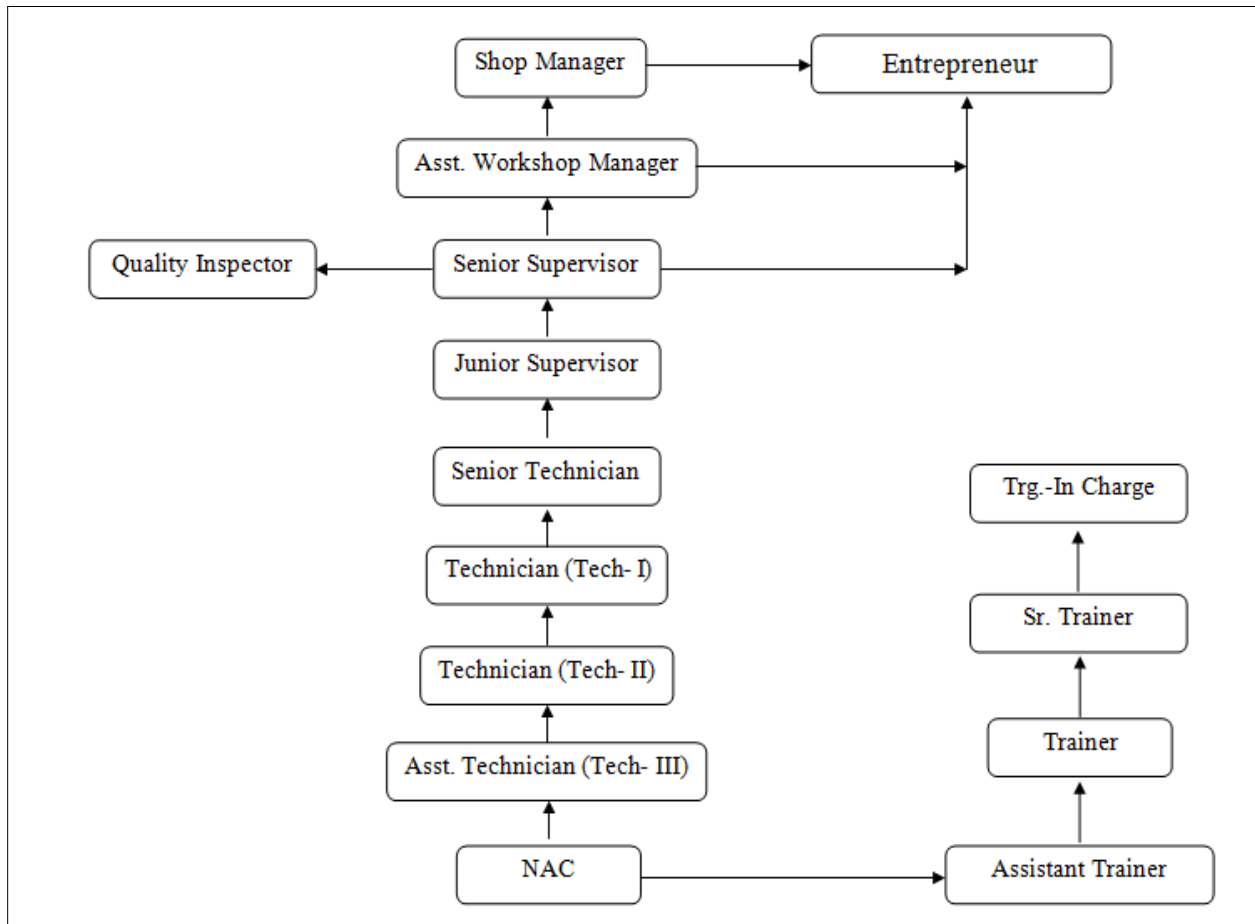 Shop Manager
Entrepreneur
Asst. Workshop Manager
Quality Inspector
Senior Supervisor
Junior Supervisor
Senior Technician
Trg.-In Charge
Technician (Tech- I)
Sr. Trainer
Technician (Tech- II)
Trainer
Asst. Technician (Tech- III)
NAC
Assistant Trainer